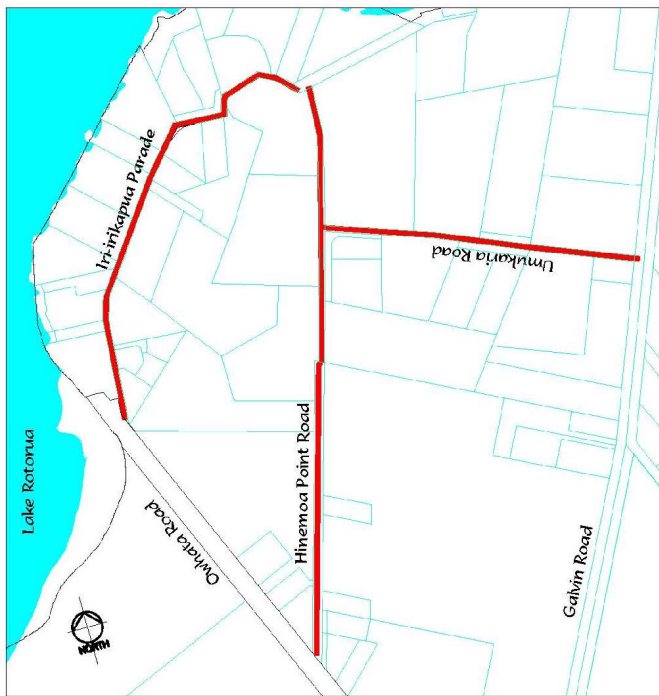 Iri-irikapua Parade
Umukaria Road
Lake Rotorua
Hinemoa Point Road
Owhata Road
Galvin Road
NORTH